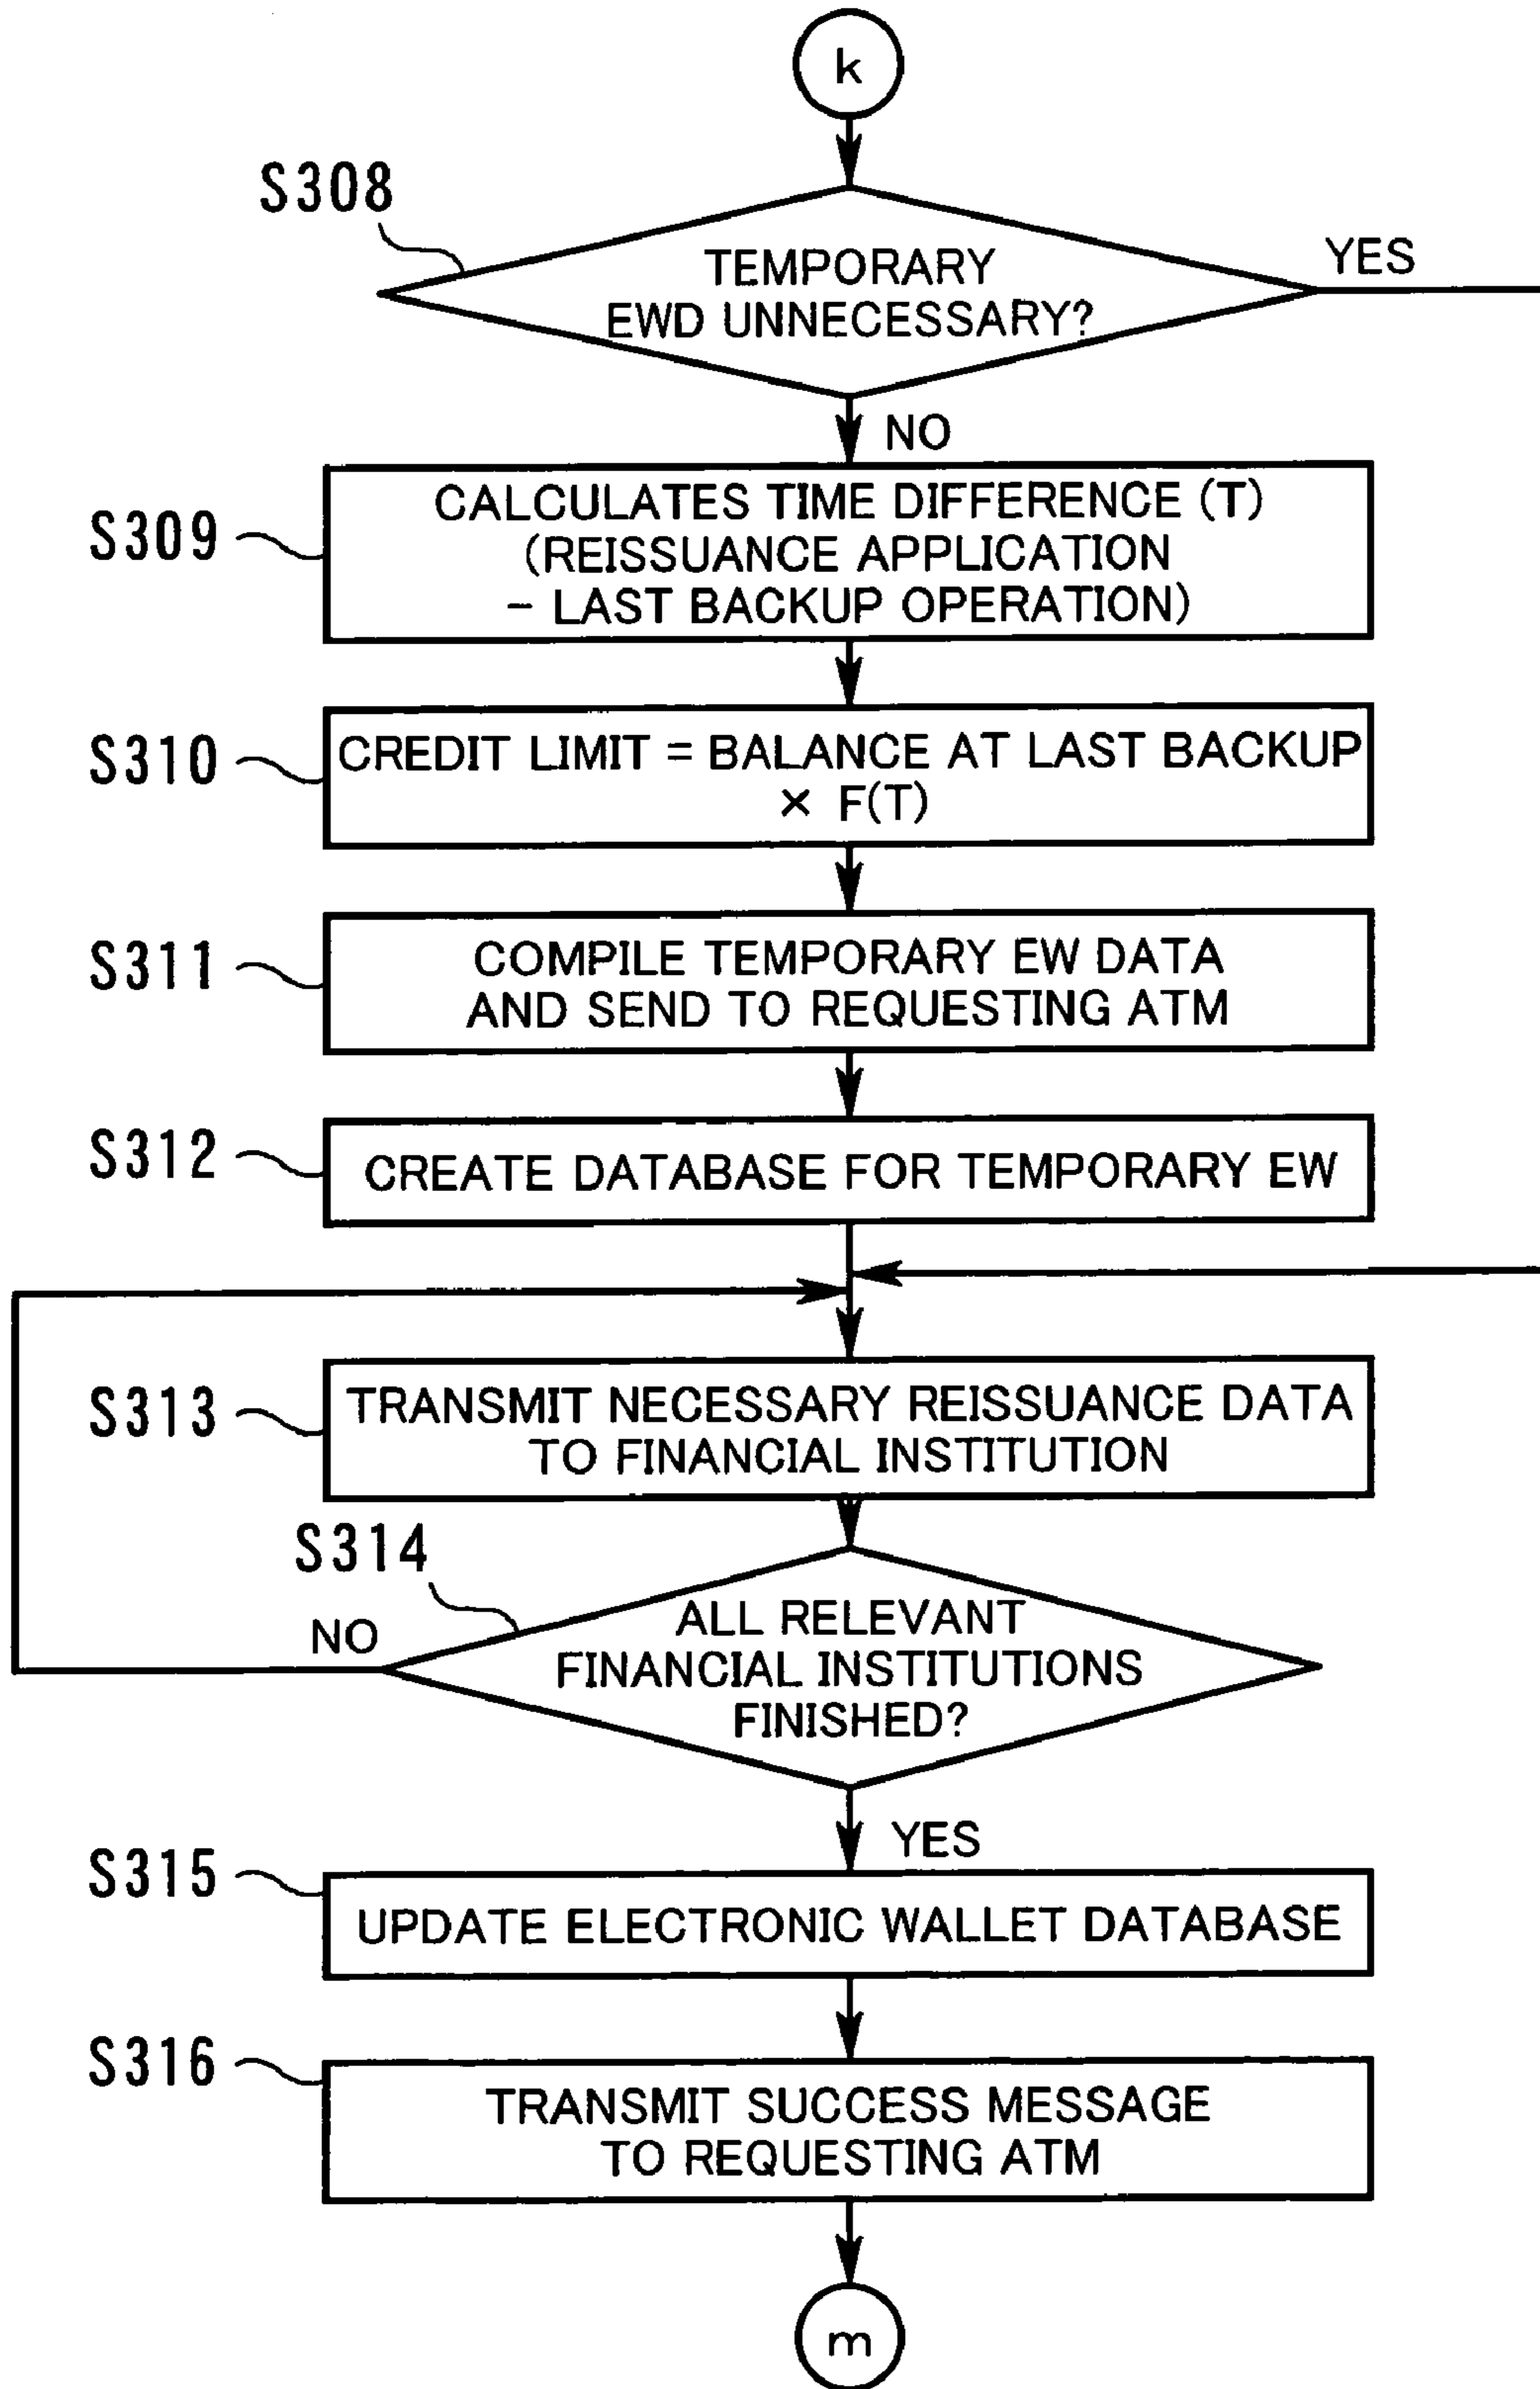 k
S308
TEMPORARY
EWD UNNECESSARY?
YES
NO
S309
CALCULATES TIME DIFFERENCE (T)
(REISSUANCE APPLICATION
- LAST BACKUP OPERATION)
S310
CREDIT LIMIT = BALANCE AT LAST BACKUP
× F(T)
S311
COMPILE TEMPORARY EW DATA
AND SEND TO REQUESTING ATM
S312
CREATE DATABASE FOR TEMPORARY EW
S313
TRANSMIT NECESSARY REISSUANCE DATA
TO FINANCIAL INSTITUTION
S314
ALL RELEVANT
FINANCIAL INSTITUTIONS
FINISHED?
NO
YES
S315
UPDATE ELECTRONIC WALLET DATABASE
S316
TRANSMIT SUCCESS MESSAGE
TO REQUESTING ATM
m